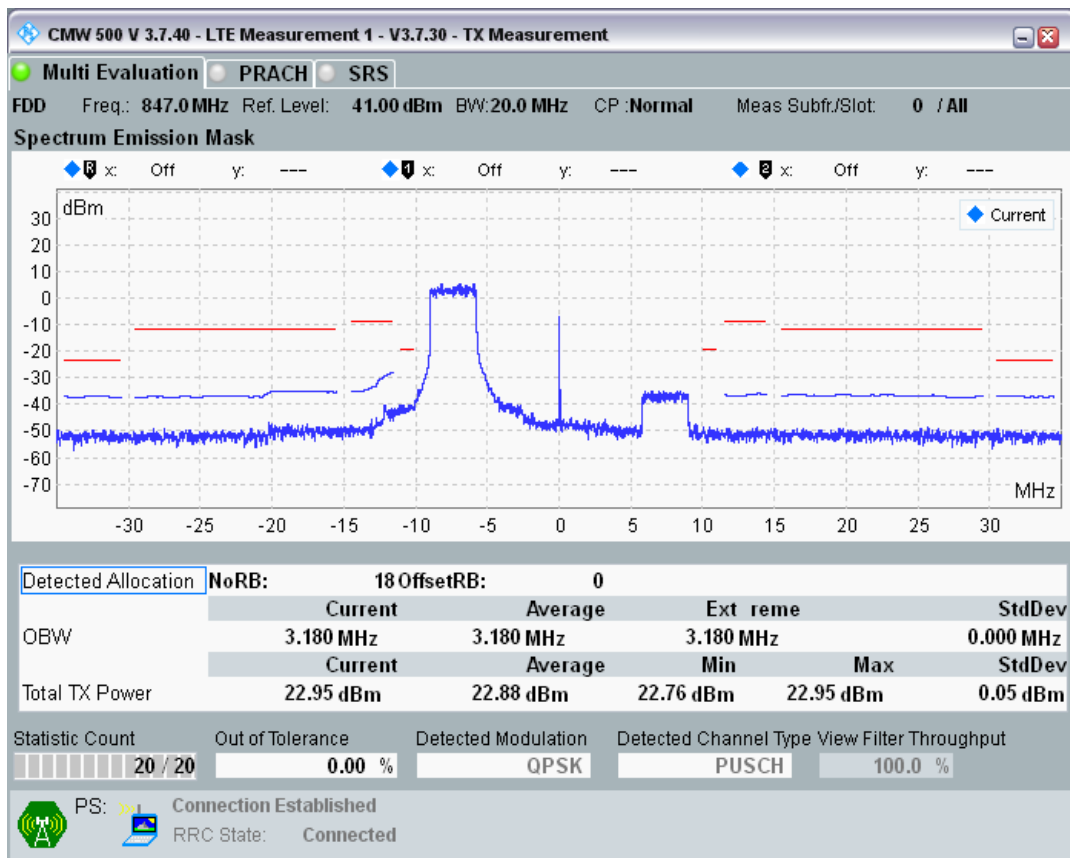 CMW 500 V 3.7.40 - LTE Measurement 1 - V3.7.30 - TX Measurement
Multi Evaluation PRACH SRS
FDD Freq.: 847.0 MHz Ref. Level: 41.00 dBm BW:20.0 MHz CP :Normal Meas Subfr./Slot: 0 / All
Spectrum Emission Mask
R x: Off y: --- 1 x: Off y: --- 2 x: Off y: ---
dBm
Current
30
20
10
0
-10
-20
-30
-40
-50
-60
-70
MHz
-30 -25 -20 -15 -10 -5 0 5 10 15 20 25 30
Detected Allocation NoRB: 18 OffsetRB: 0
Current Average Ext reme StdDev
OBW 3.180 MHz 3.180 MHz 3.180 MHz 0.000 MHz
Current Average Min Max StdDev
Total TX Power 22.95 dBm 22.88 dBm 22.76 dBm 22.95 dBm 0.05 dBm
Statistic Count Out of Tolerance Detected Modulation Detected Channel Type View Filter Throughput
20 / 20 0.00 % QPSK PUSCH 100.0 %
PS: Connection Established
RRC State: Connected